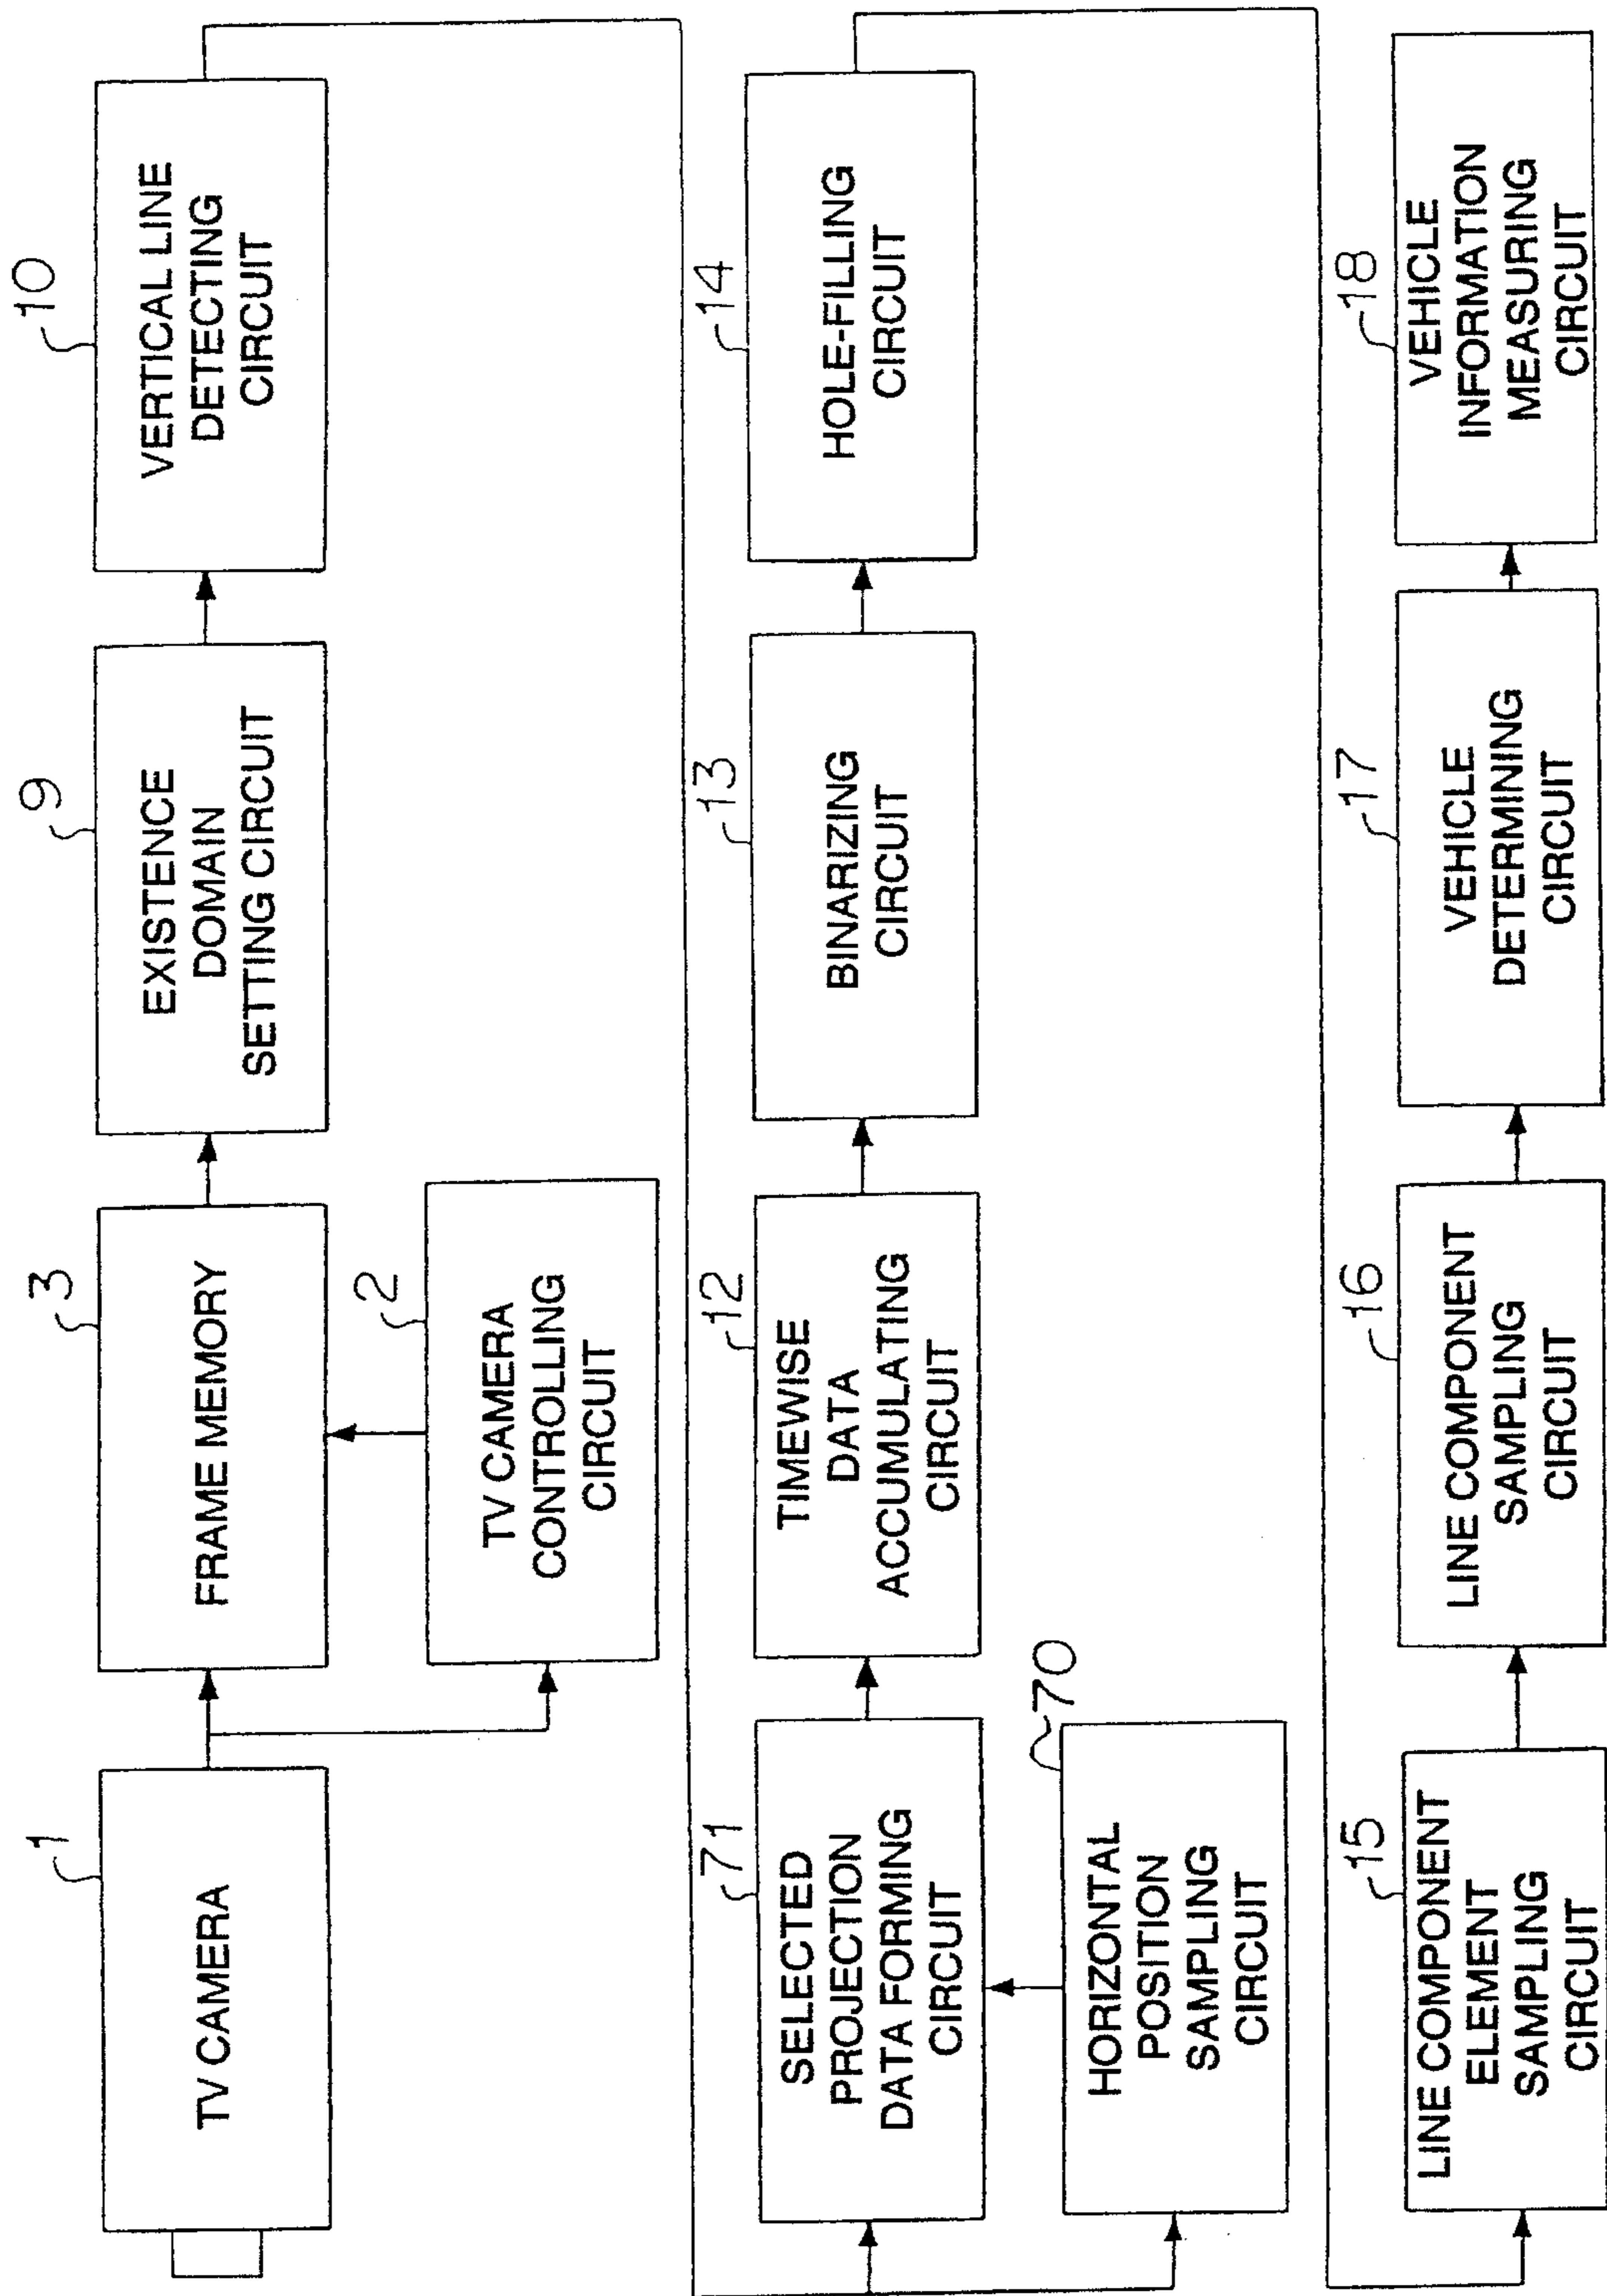 1
TV CAMERA
3
FRAME MEMORY
2
TV CAMERA
CONTROLLING
CIRCUIT
9
EXISTENCE
DOMAIN
SETTING CIRCUIT
10
VERTICAL LINE
DETECTING
CIRCUIT
71
SELECTED
PROJECTION
DATA FORMING
CIRCUIT
70
HORIZONTAL
POSITION
SAMPLING
CIRCUIT
12
TIMEWISE
DATA
ACCUMULATING
CIRCUIT
13
BINARIZING
CIRCUIT
14
HOLE-FILLING
CIRCUIT
15
LINE COMPONENT
ELEMENT
SAMPLING
CIRCUIT
16
LINE COMPONENT
SAMPLING
CIRCUIT
17
VEHICLE
DETERMINING
CIRCUIT
18
VEHICLE
INFORMATION
MEASURING
CIRCUIT